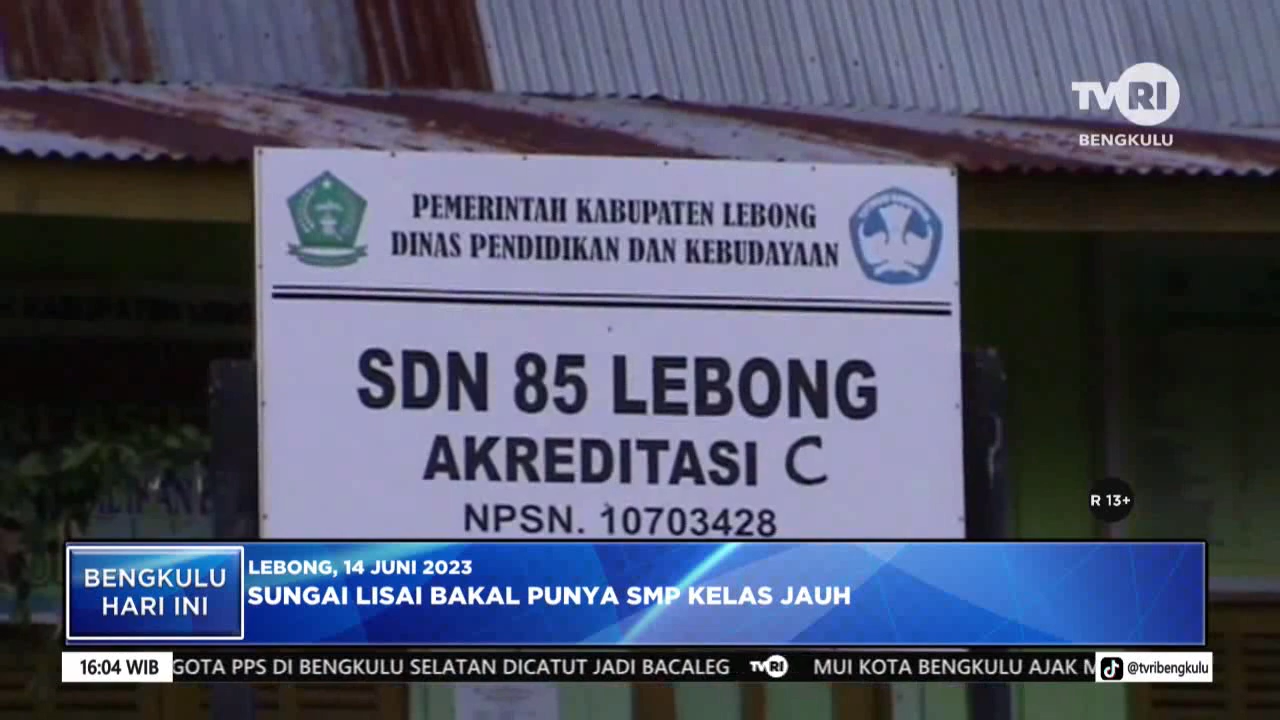 TVRI
BENGKULU
PEMERINTAH KABUPATEN LEBONG
DINAS PENDIDIKAN DAN KEBUDAYAAN
SDN 85 LEBONG
AKREDITASI C
NPSN. 10703428
R 13+
BENGKULU
HARI INI
LEBONG, 14 JUNI 2023
SUNGAI LISAI BAKAL PUNYA SMP KELAS JAUH
16:04 WIB
GOTA PPS DI BENGKULU SELATAN DICATUT JADI BACALEG TVRI MUI KOTA BENGKULU AJAK M
@tvribengkulu